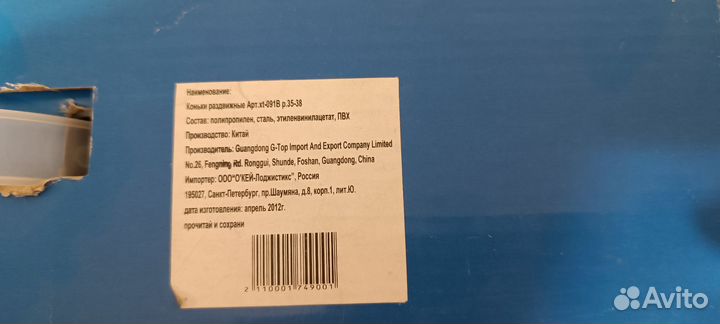 Наименование:
Коньки раздвижные Арт.xt-091B р.35-38
Состав: полипропилен, сталь, этиленвинилацетат, ПВХ
Производство: Китай
Производитель: Guangdong G-Top Import And Export Company Limited
No.26, Fengming Rd. Ronggui, Shunde, Foshan, Guangdong, China
Импортер: ООО"О'КЕЙ-Лоджистикс", Россия
195027, Санкт-Петербург, пр.Шаумяна, д.8, корп.1, лит.Ю.
дата изготовления: апрель 2012г.
прочитай и сохрани
2 110001 749001
Avito